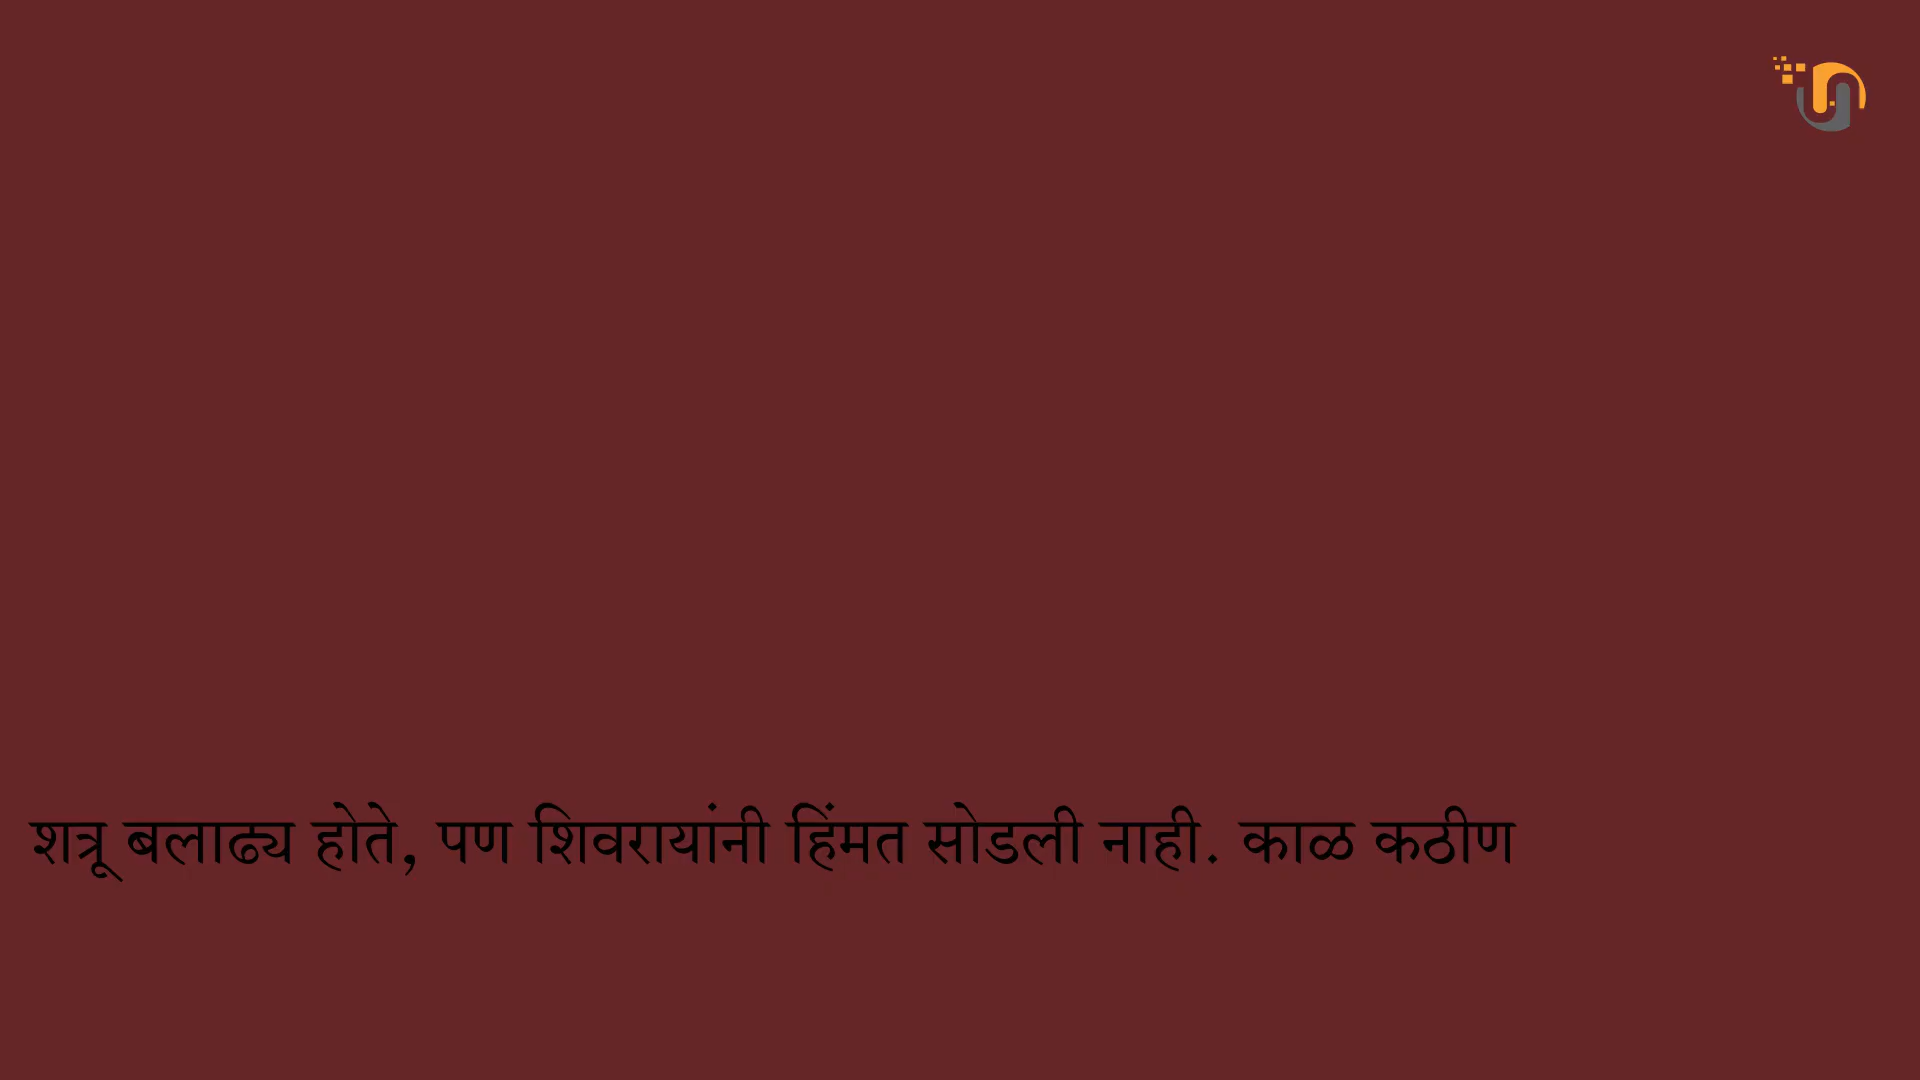 शत्रू बलाढ्य होते, पण शिवरायांनी हिंमत सोडली नाही. काळ कठीण